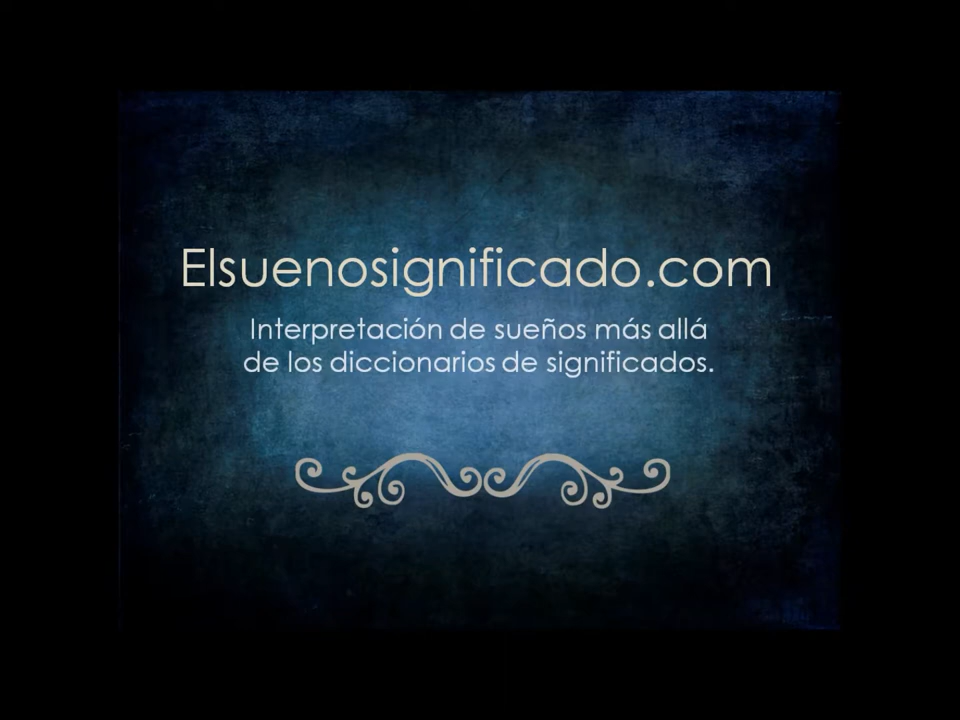 Elsuenosignificado.com
Interpretación de sueños más allá
de los diccionarios de significados.